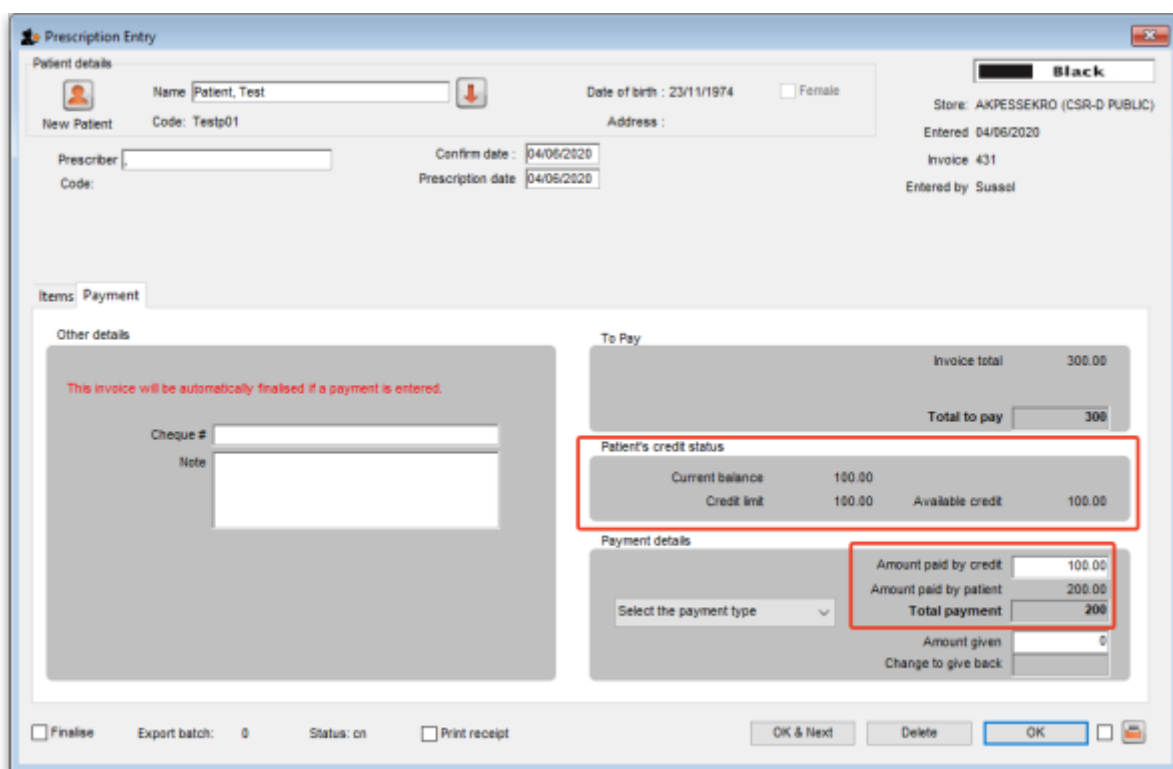 Prescription Entry
Patient details
New Patient
Name Patient, Test
Code: Testp01
Date of birth : 23/11/1974
Female
Address :
Black
Store: AKPESSEKRO (CSR-D PUBLIC)
Entered 04/06/2020
Invoice 431
Entered by Sussol
Prescriber ,
Code:
Confirm date : 04/06/2020
Prescription date 04/06/2020
Items Payment
Other details
This invoice will be automatically finalised if a payment is entered.
Cheque #
Note
To Pay
Invoice total 300.00
Total to pay 300
Patient's credit status
Current balance 100.00
Credit limit 100.00 Available credit 100.00
Payment details
Select the payment type
Amount paid by credit 100.00
Amount paid by patient 200.00
Total payment 200
Amount given 0
Change to give back
Finalise Export batch: 0 Status: cn Print receipt OK & Next Delete OK